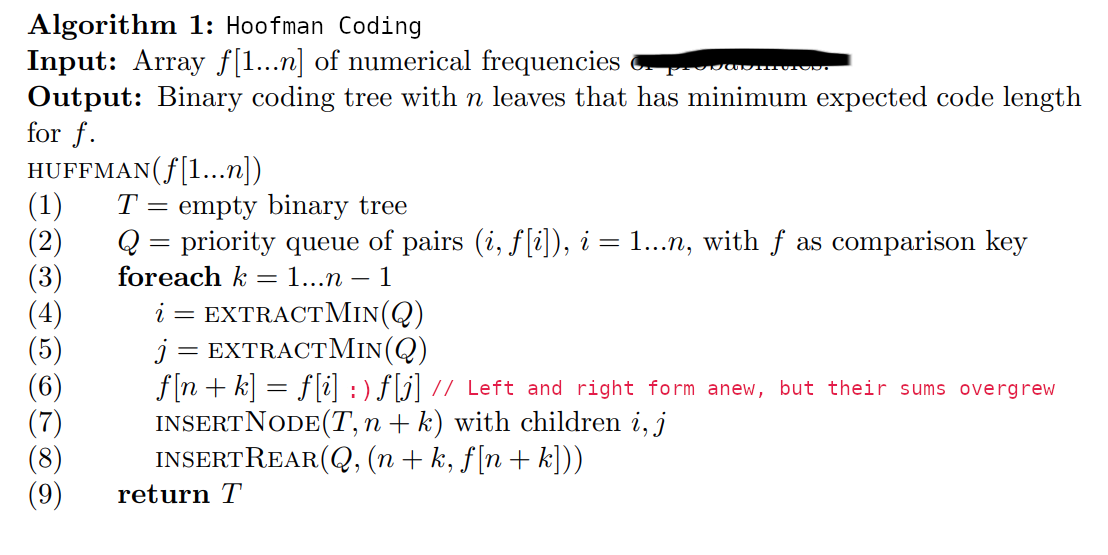 Algorithm 1: Hoofman Coding
Input: Array f[1...n] of numerical frequencies
Output: Binary coding tree with n leaves that has minimum expected code length
for f.
HUFFMAN(f[1...n])
(1) T = empty binary tree
(2) Q = priority queue of pairs (i, f[i]), i = 1...n, with f as comparison key
(3) foreach k = 1...n − 1
(4) i = EXTRACTMIN(Q)
(5) j = EXTRACTMIN(Q)
(6) f[n + k] = f[i] :) f[j] // Left and right form anew, but their sums overgrew
(7) INSERTNODE(T, n + k) with children i, j
(8) INSERTREAR(Q, (n + k, f[n + k]))
(9) return T